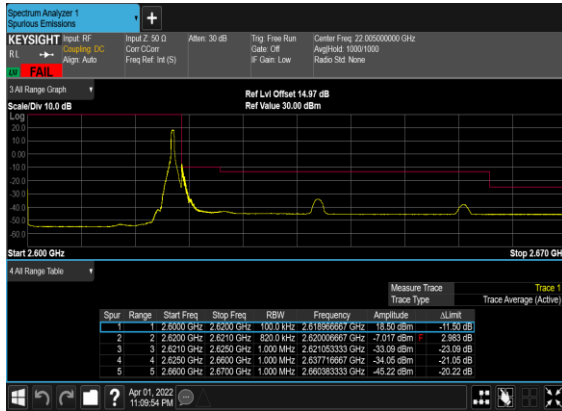 Spectrum Analyzer 1
Spurious Emissions
KEYSIGHT Input: RF Input Z: 50 Ω Atten: 30 dB Trig: Free Run Center Freq: 22.005000000 GHz
RL Coupling: DC Corr CCorr Gate: Off Avg|Hold: 1000/1000
Align: Auto Freq Ref: Int (S) IF Gain: Low Radio Std: None
FAIL
3 All Range Graph
Ref Lvl Offset 14.97 dB
Scale/Div 10.0 dB Ref Value 30.00 dBm
Log
20.0
10.0
0.00
-10.0
-20.0
-30.0
-40.0
-50.0
-60.0
Start 2.600 GHz Stop 2.670 GH
4 All Range Table
Measure Trace Trace 1
Trace Type Trace Average (Active)
Spur Range Start Freq Stop Freq RBW Frequency Amplitude ΔLimit
1 1 2.6000 GHz 2.6200 GHz 100.0 kHz 2.618966667 GHz 18.50 dBm -11.50 dB
2 2 2.6200 GHz 2.6210 GHz 820.0 kHz 2.620006667 GHz -7.017 dBm F 2.983 dB
3 3 2.6210 GHz 2.6250 GHz 1.000 MHz 2.621053333 GHz -33.09 dBm -23.09 dB
4 4 2.6250 GHz 2.6600 GHz 1.000 MHz 2.637716667 GHz -34.05 dBm -21.05 dB
5 5 2.6600 GHz 2.6700 GHz 1.000 MHz 2.660383333 GHz -45.22 dBm -20.22 dB
Apr 01, 2022
11:09:54 PM